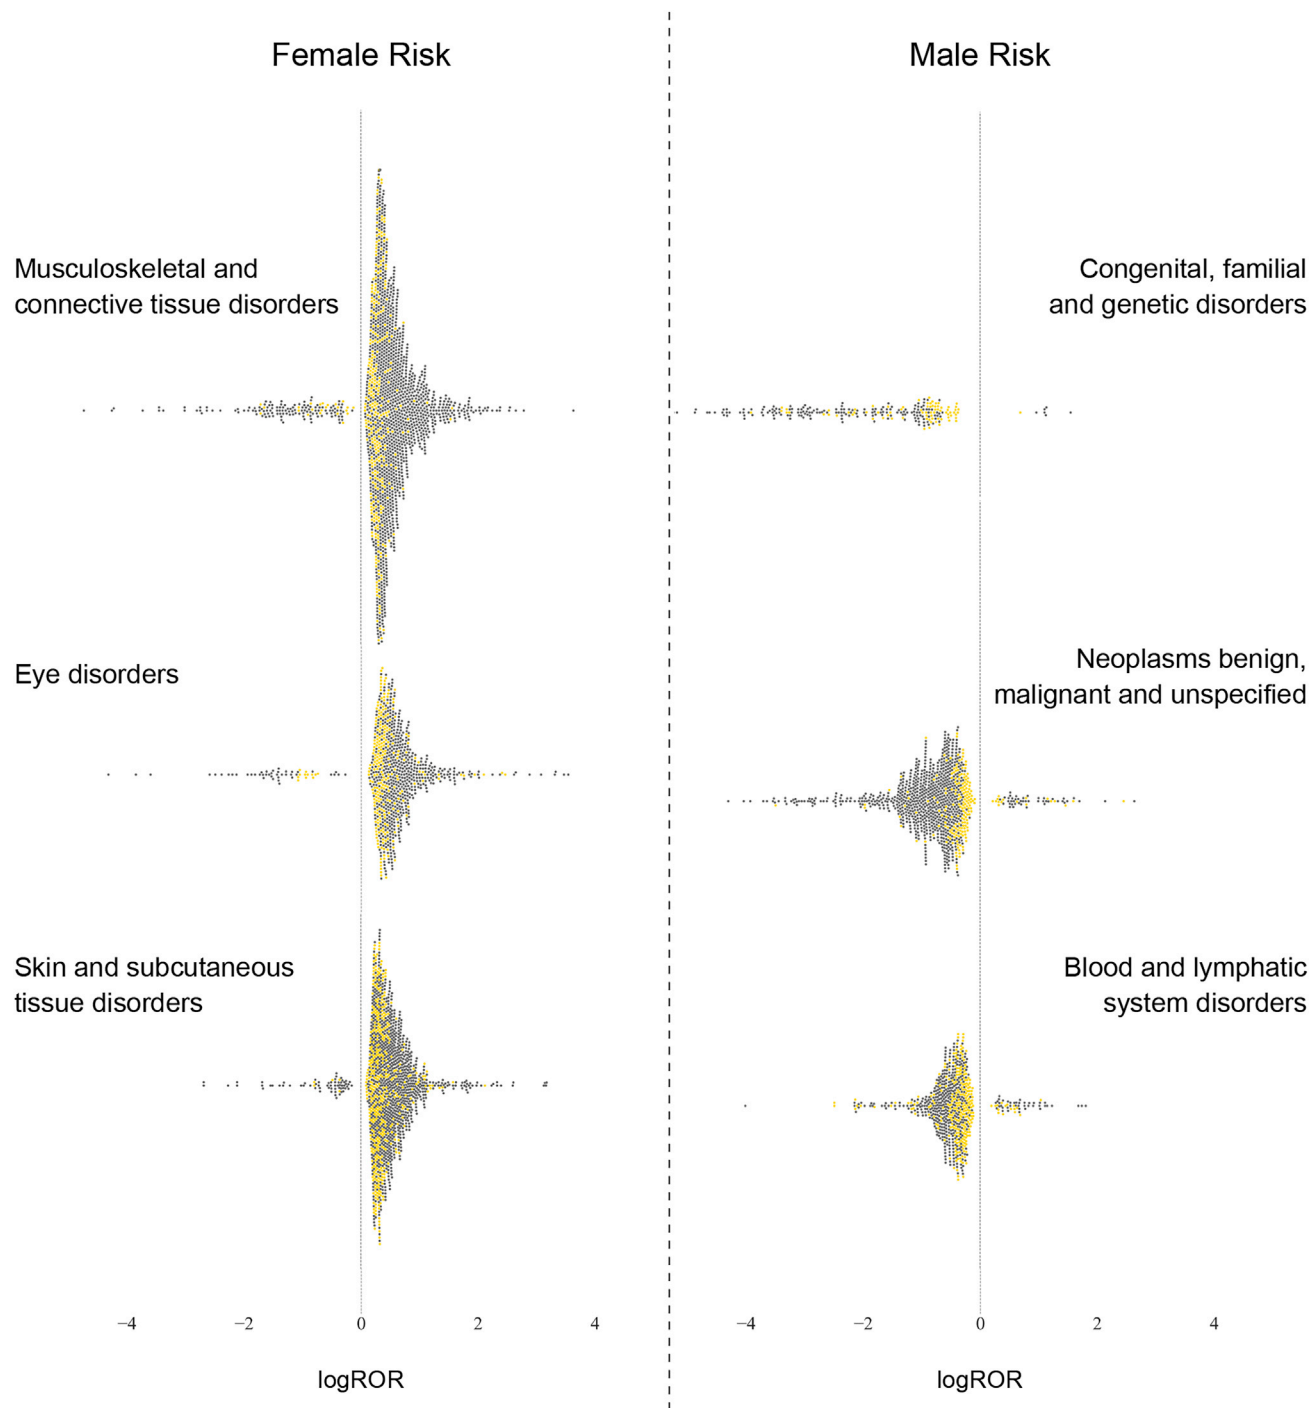 Female Risk
Musculoskeletal and
connective tissue disorders
Eye disorders
Skin and subcutaneous
tissue disorders
−4 −2 0 2 4
logROR
Male Risk
Congenital, familial
and genetic disorders
Neoplasms benign,
malignant and unspecified
Blood and lymphatic
system disorders
−4 −2 0 2 4
logROR